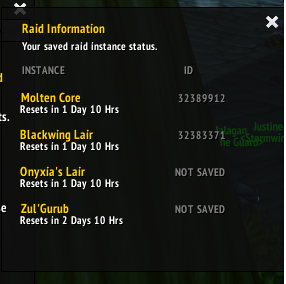 Raid Information
Your saved raid instance status.
INSTANCE ID
Molten Core 32389912
Resets in 1 Day 10 Hrs
Blackwing Lair 32383371
Resets in 1 Day 10 Hrs
Onyxia's Lair NOT SAVED
Resets in 1 Day 10 Hrs
Zul'Gurub NOT SAVED
Resets in 2 Days 10 Hrs
Justine